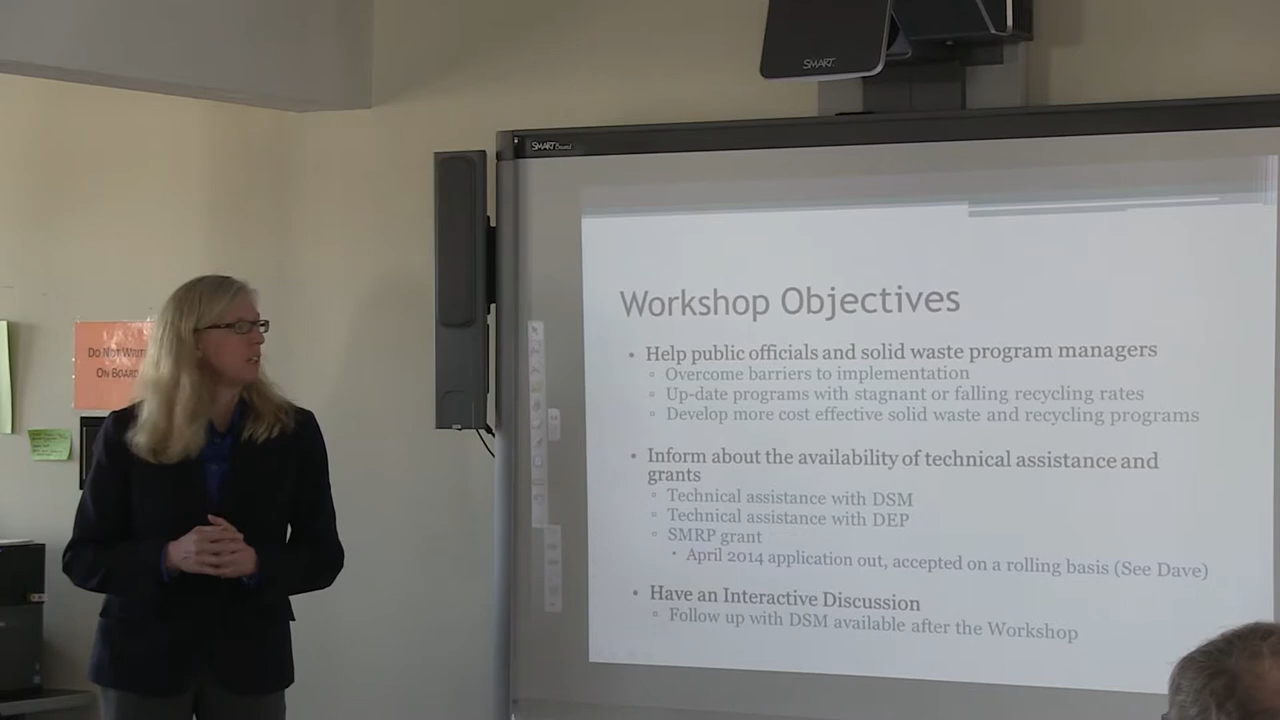 SMART
SMART Board
DO NOT WRIT
ON BOARD
Workshop Objectives
• Help public officials and solid waste program managers
▫ Overcome barriers to implementation
▫ Up-date programs with stagnant or falling recycling rates
▫ Develop more cost effective solid waste and recycling programs
• Inform about the availability of technical assistance and
grants
▫ Technical assistance with DSM
▫ Technical assistance with DEP
▫ SMRP grant
• April 2014 application out, accepted on a rolling basis (See Dave)
• Have an Interactive Discussion
▫ Follow up with DSM available after the Workshop